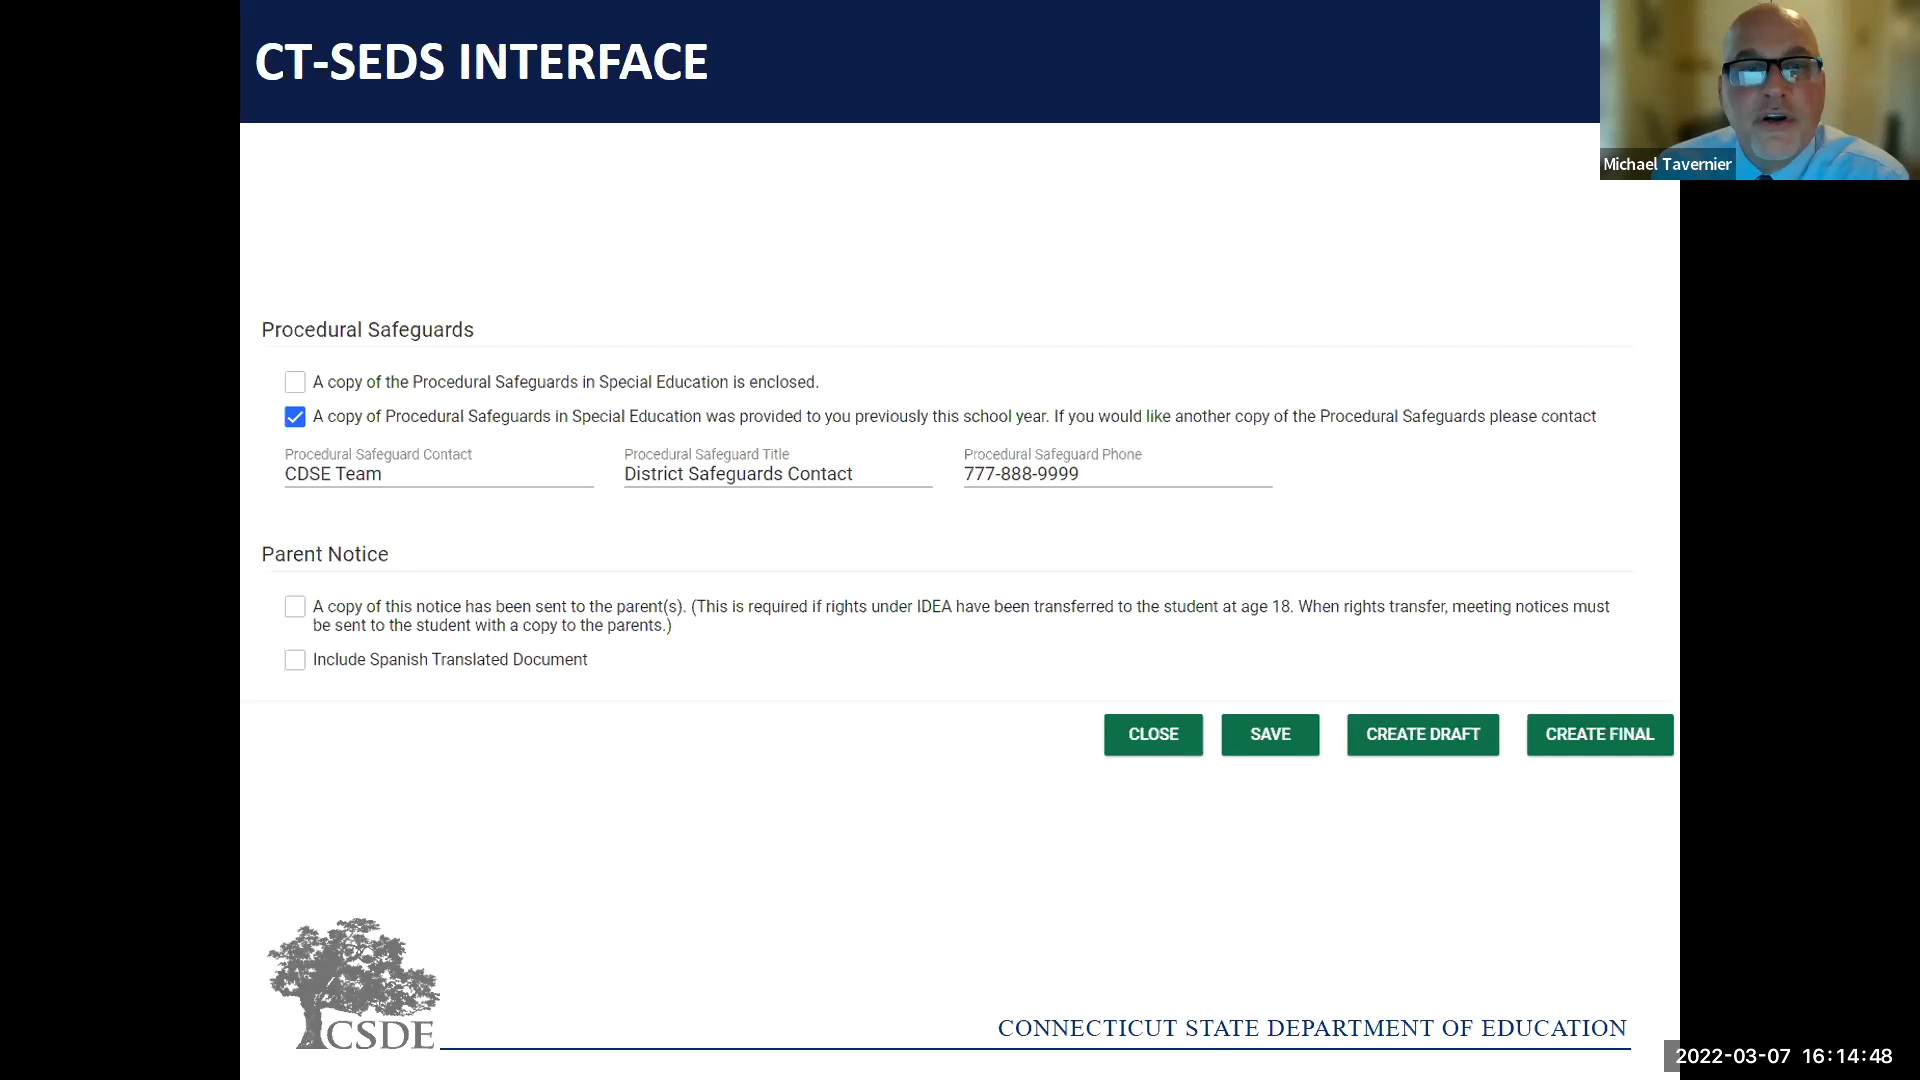 CT-SEDS INTERFACE
Michael Tavernier
Procedural Safeguards
A copy of the Procedural Safeguards in Special Education is enclosed.
A copy of Procedural Safeguards in Special Education was provided to you previously this school year. If you would like another copy of the Procedural Safeguards please contact
Procedural Safeguard Contact
CDSE Team
Procedural Safeguard Title
District Safeguards Contact
Procedural Safeguard Phone
777-888-9999
Parent Notice
A copy of this notice has been sent to the parent(s). (This is required if rights under IDEA have been transferred to the student at age 18. When rights transfer, meeting notices must
be sent to the student with a copy to the parents.)
Include Spanish Translated Document
CLOSE
SAVE
CREATE DRAFT
CREATE FINAL
CSDE
CONNECTICUT STATE DEPARTMENT OF EDUCATION
2022-03-07 16:14:48